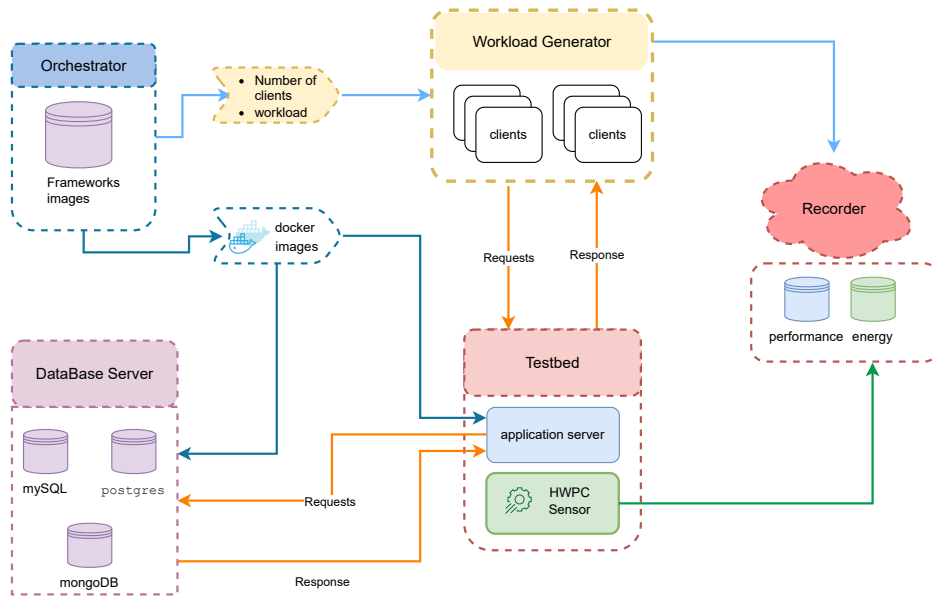 Orchestrator
Frameworks
images
• Number of
clients
• workload
Workload Generator
clients
clients
Recorder
performance
energy
docker
images
Requests
Response
DataBase Server
mySQL
postgres
mongoDB
Testbed
application server
HWPC
Sensor
Requests
Response